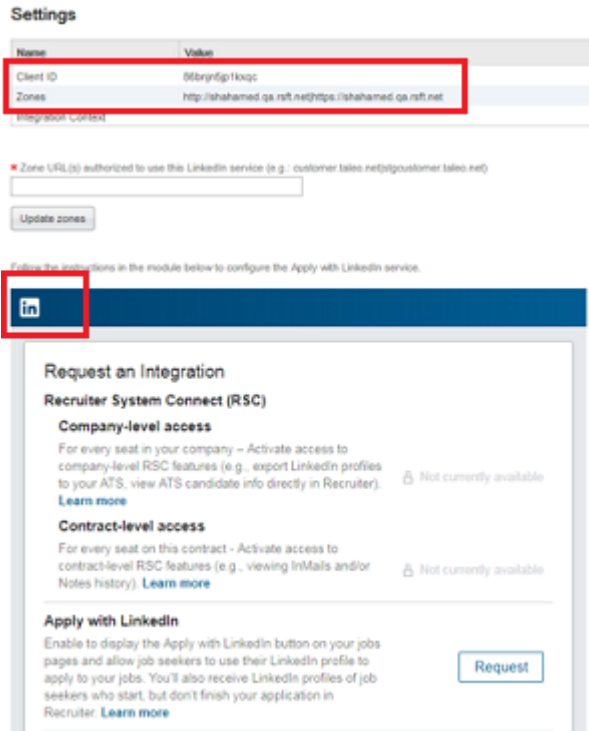 Settings
Name Value
Client ID
Zones http://shahamed.qa.rsft.net|https://shahamed.qa.rsft.net
Integration Context
* Zone URL(s) authorized to use this LinkedIn service (e.g.: customer.taleo.net|stgcustomer.taleo.net)
Update zones
Follow the instructions in the module below to configure the Apply with LinkedIn service.
in
Request an Integration
Recruiter System Connect (RSC)
Company-level access
For every seat in your company – Activate access to
company-level RSC features (e.g., export LinkedIn profiles
to your ATS, view ATS candidate info directly in Recruiter).
Learn more
Not currently available
Contract-level access
For every seat on this contract - Activate access to
contract-level RSC features (e.g., viewing InMails and/or
Notes history). Learn more
Not currently available
Apply with LinkedIn
Enable to display the Apply with LinkedIn button on your jobs
pages and allow job seekers to use their LinkedIn profile to
apply to your jobs. You'll also receive LinkedIn profiles of job
seekers who start, but don't finish your application in
Recruiter. Learn more
Request